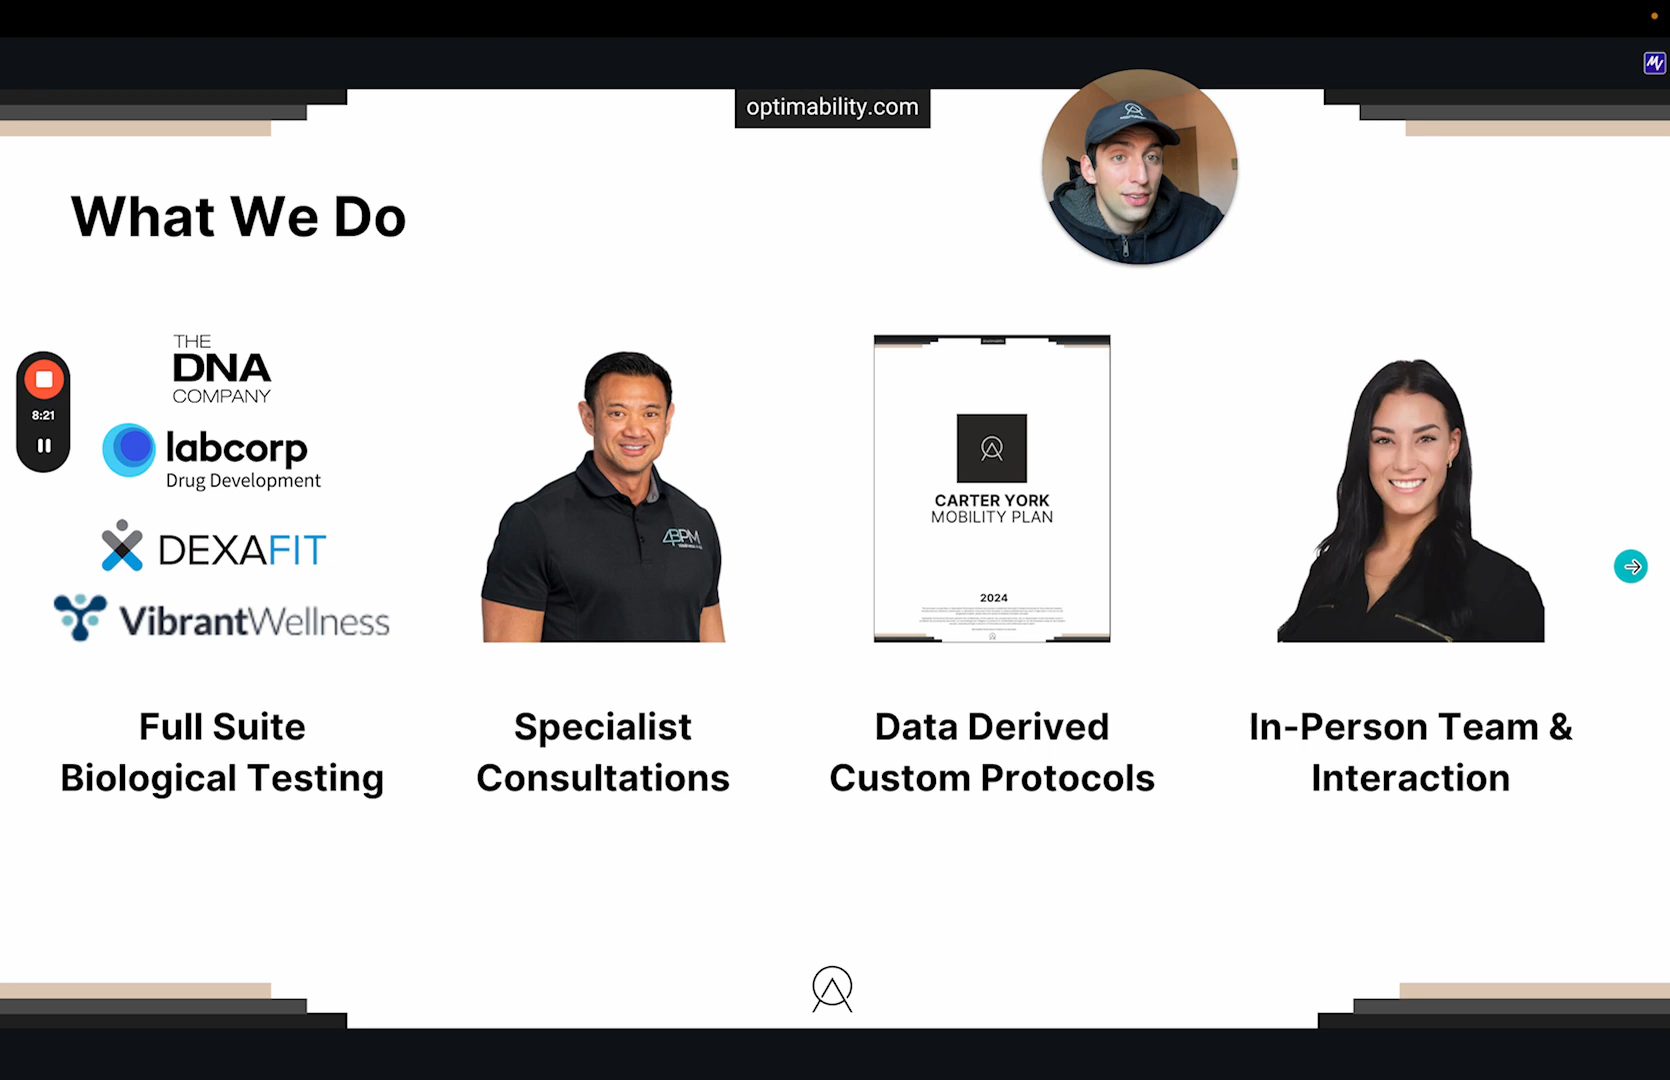 optimability.com
What We Do
THE
DNA
COMPANY
labcorp
Drug Development
DEXAFIT
VibrantWellness
8:21
4BPM
CARTER YORK
MOBILITY PLAN
2024
Full Suite
Biological Testing
Specialist
Consultations
Data Derived
Custom Protocols
In-Person Team &
Interaction